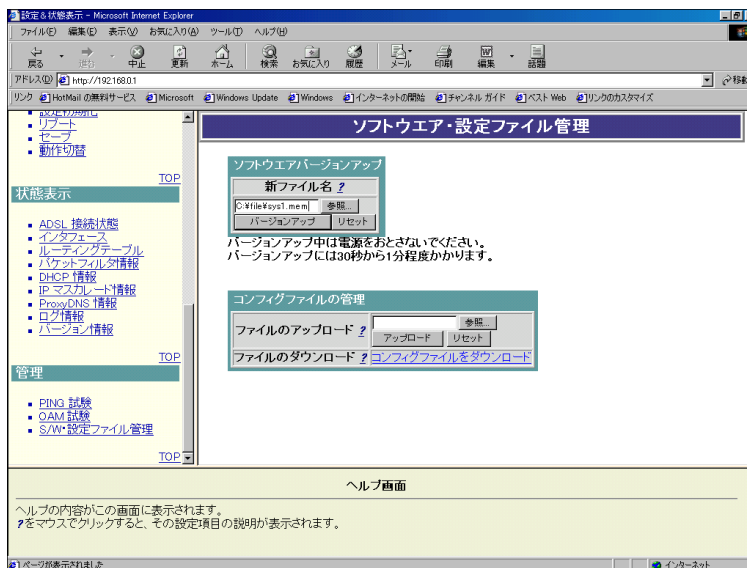 設定&状態表示 - Microsoft Internet Explorer
ファイル(F) 編集(E) 表示(V) お気に入り(A) ツール(T) ヘルプ(H)
戻る 進む 中止 更新 ホーム 検索 お気に入り 履歴 メール 印刷 編集 話題
アドレス(D) http://192.168.0.1 移動
リンク HotMail の無料サービス Microsoft Windows Update Windows インターネットの開始 チャンネル ガイド ベスト Web リンクのカスタマイズ
設定初期化
リブート
セーブ
動作切替
TOP
状態表示
ADSL 接続状態
インタフェース
ルーティングテーブル
パケットフィルタ情報
DHCP 情報
IP マスカレード情報
ProxyDNS 情報
ログ情報
バージョン情報
TOP
管理
PING 試験
OAM 試験
S/W・設定ファイル管理
TOP
ソフトウエア・設定ファイル管理
ソフトウエアバージョンアップ
新ファイル名 ?
C:¥file¥sys1.mem 参照...
バージョンアップ リセット
バージョンアップ中は電源をおとさないでください。
バージョンアップには30秒から1分程度かかります。
コンフィグファイルの管理
ファイルのアップロード ? 参照...
アップロード リセット
ファイルのダウンロード ? コンフィグファイルをダウンロード
ヘルプ画面
ヘルプの内容がこの画面に表示されます。
?をマウスでクリックすると、その設定項目の説明が表示されます。
ページが表示されました インターネット